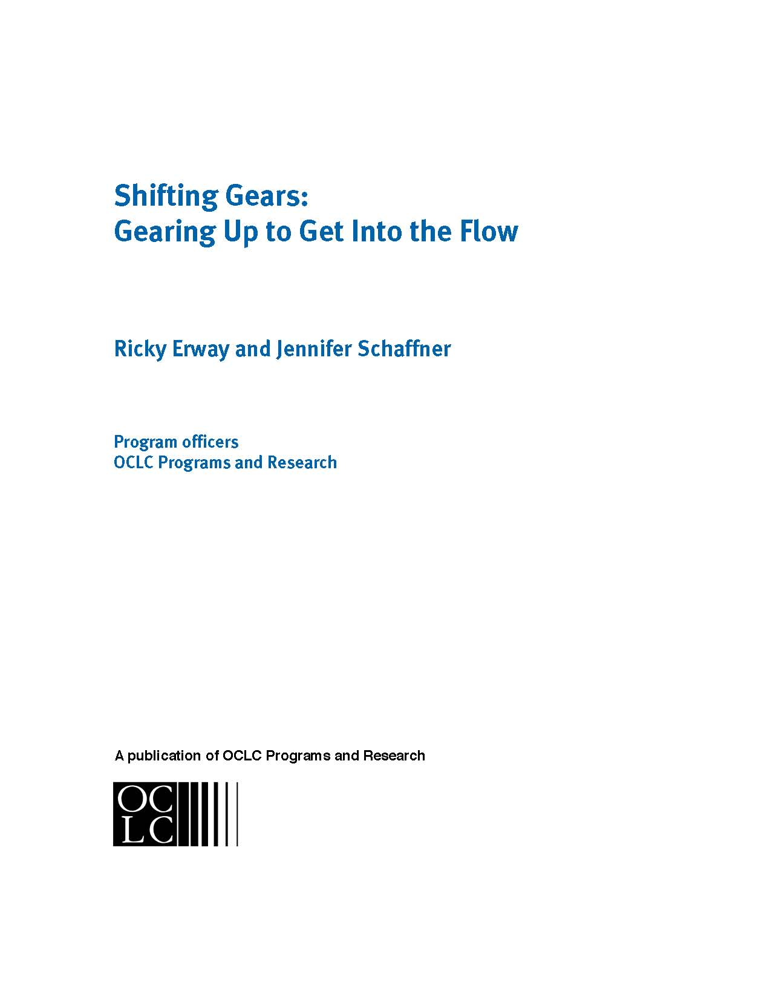 Shifting Gears:
Gearing Up to Get Into the Flow
Ricky Erway and Jennifer Schaffner
Program officers
OCLC Programs and Research
A publication of OCLC Programs and Research
OC
LC